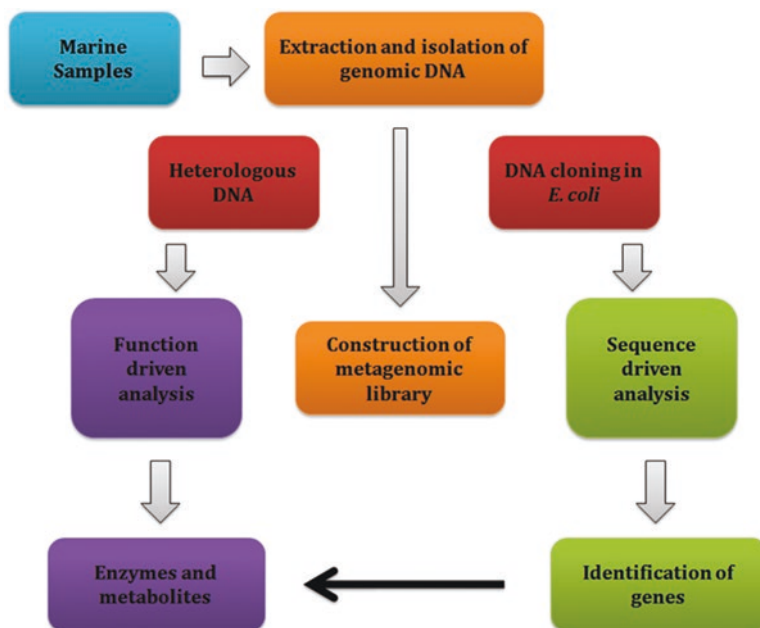 Marine
Samples
Extraction and isolation of
genomic DNA
Heterologous
DNA
DNA cloning in
E. coli
Function
driven
analysis
Construction of
metagenomic
library
Sequence
driven
analysis
Enzymes and
metabolites
Identification of
genes